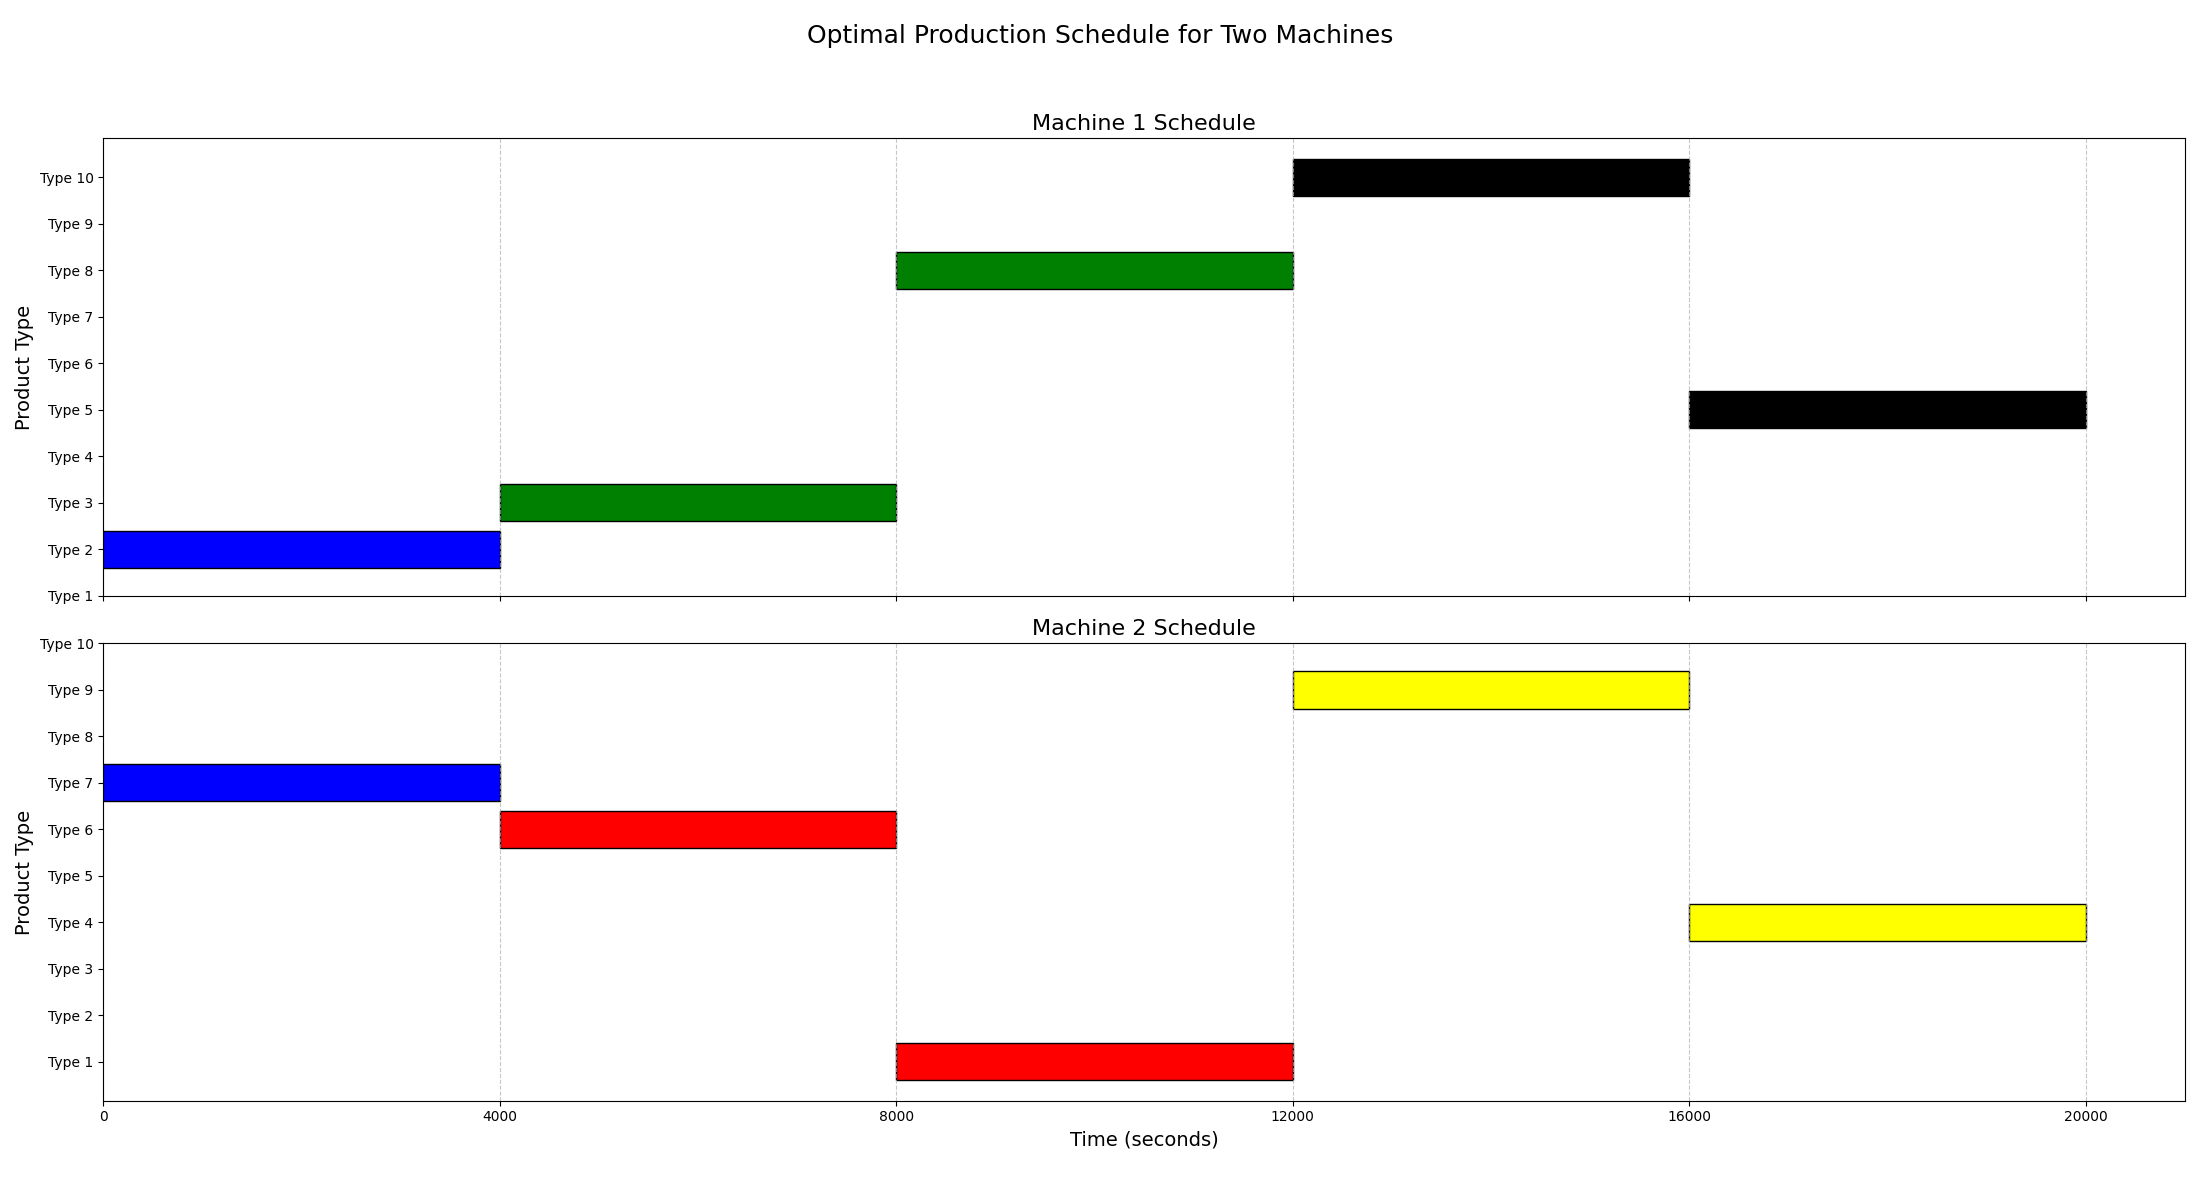 Optimal Production Schedule for Two Machines
Machine 1 Schedule
Product Type
Type 10
Type 9
Type 8
Type 7
Type 6
Type 5
Type 4
Type 3
Type 2
Type 1
Machine 2 Schedule
Product Type
Type 10
Type 9
Type 8
Type 7
Type 6
Type 5
Type 4
Type 3
Type 2
Type 1
0 4000 8000 12000 16000 20000
Time (seconds)